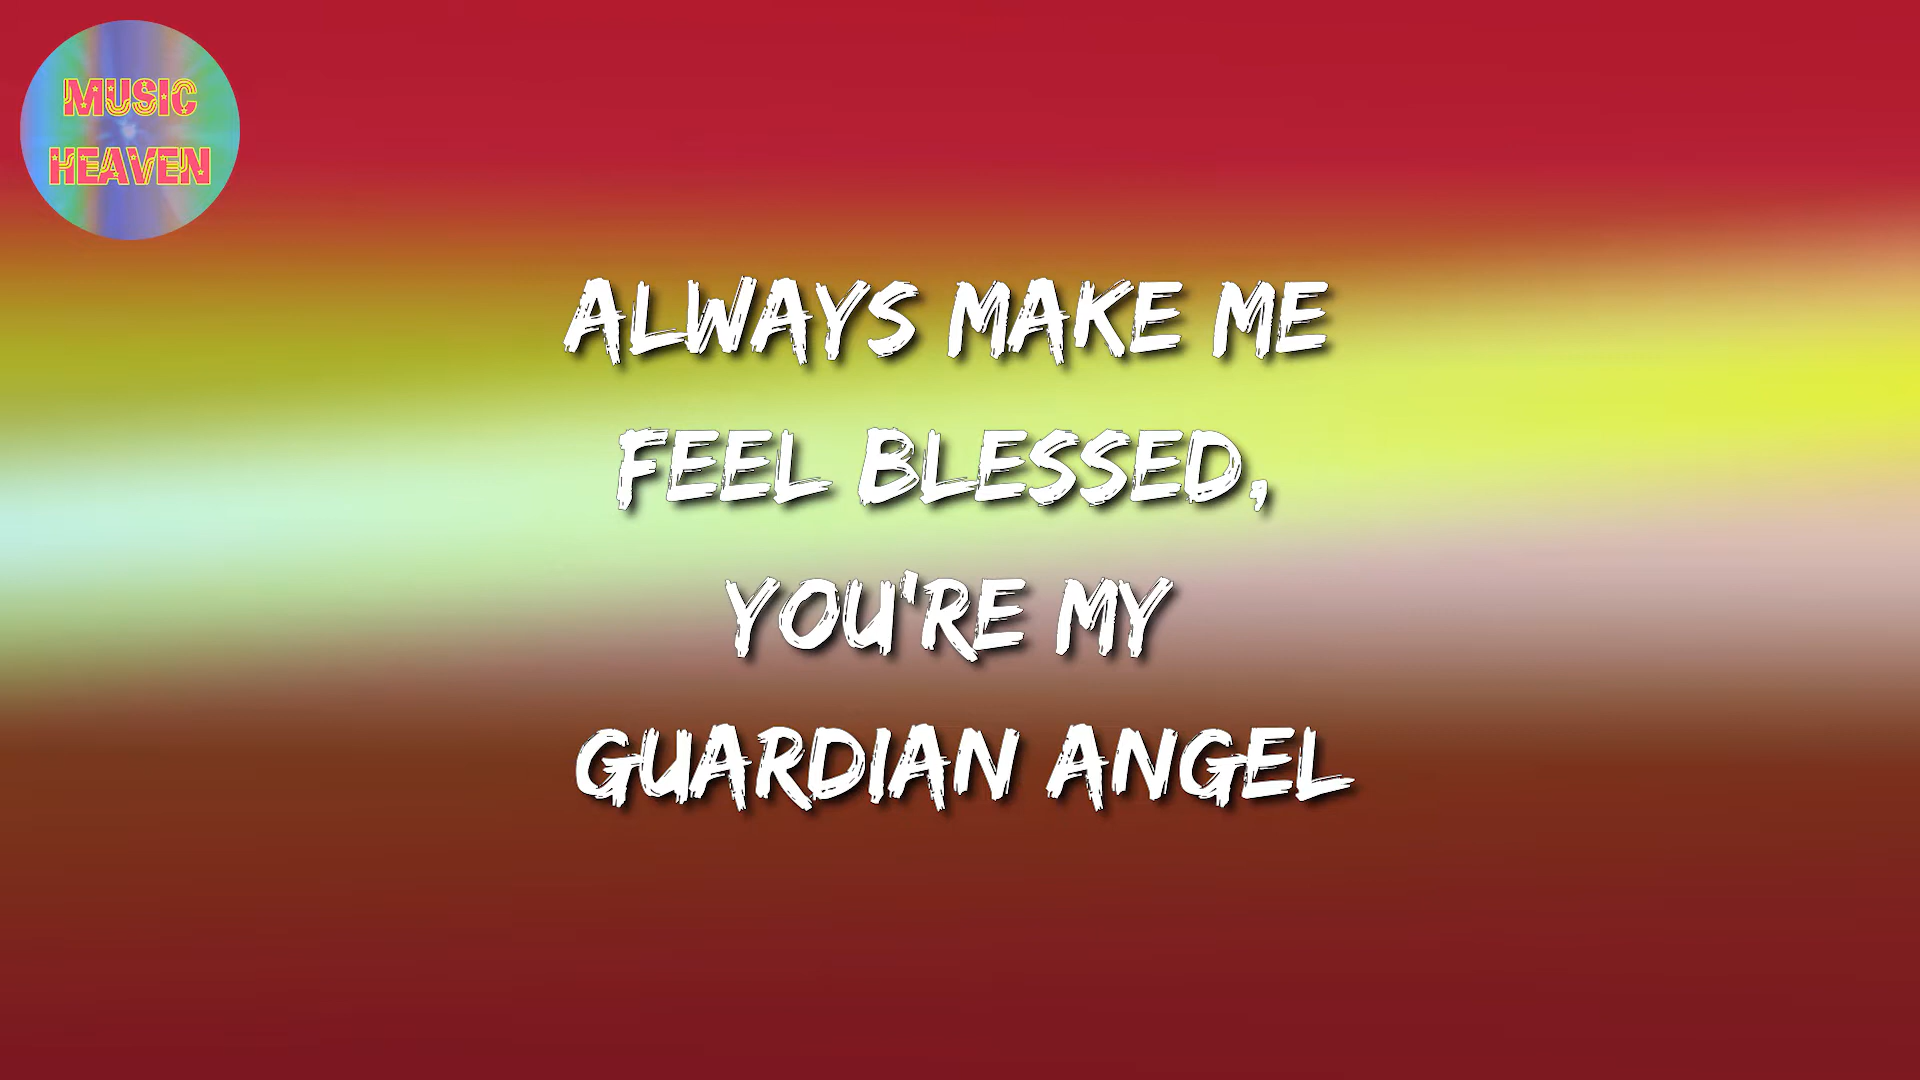 MUSIC
HEAVEN
ALWAYS MAKE ME
FEEL BLESSED,
YOU'RE MY
GUARDIAN ANGEL